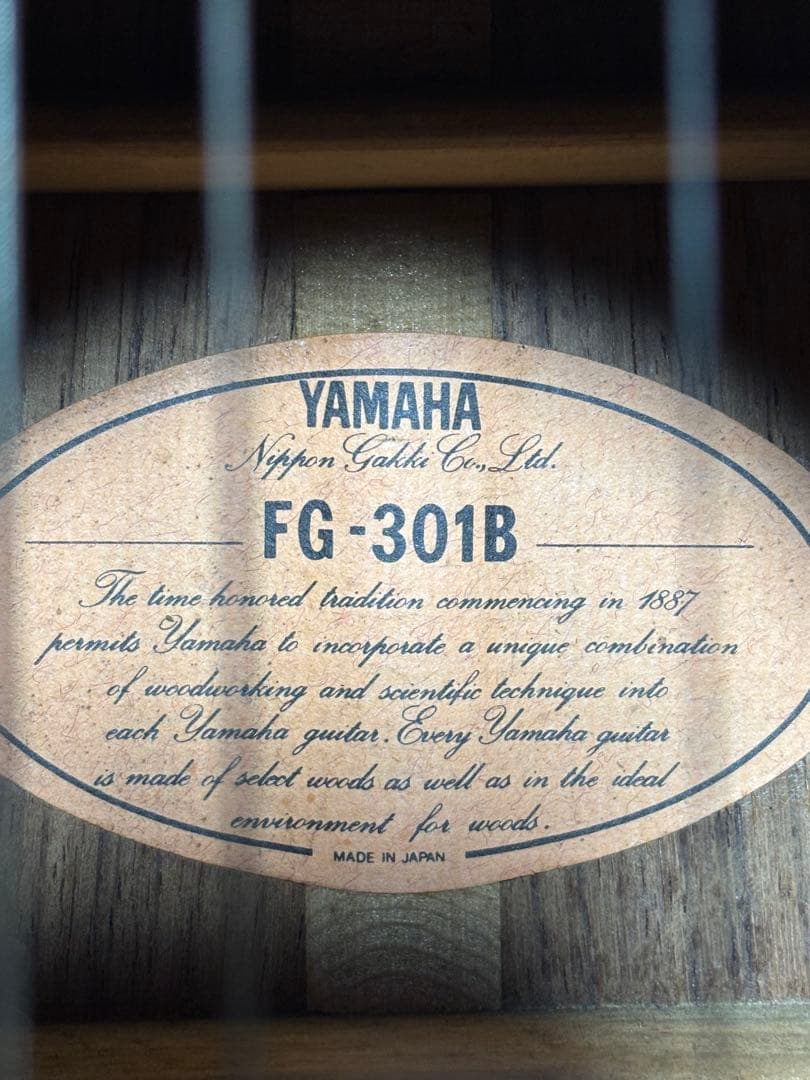 YAMAHA
Nippon Gakki Co., Ltd.
FG-301B
The time honored tradition commencing in 1887
permits Yamaha to incorporate a unique combination
of woodworking and scientific technique into
each Yamaha guitar. Every Yamaha guitar
is made of select woods as well as in the ideal
environment for woods.
MADE IN JAPAN